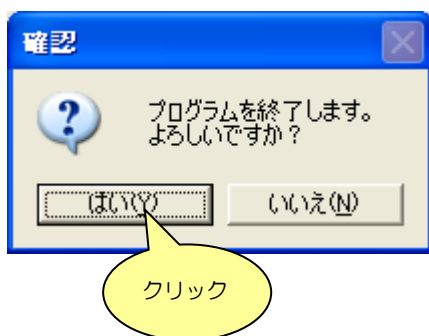 確認
プログラムを終了します。
よろしいですか？
はい(Y)
いいえ(N)
クリック